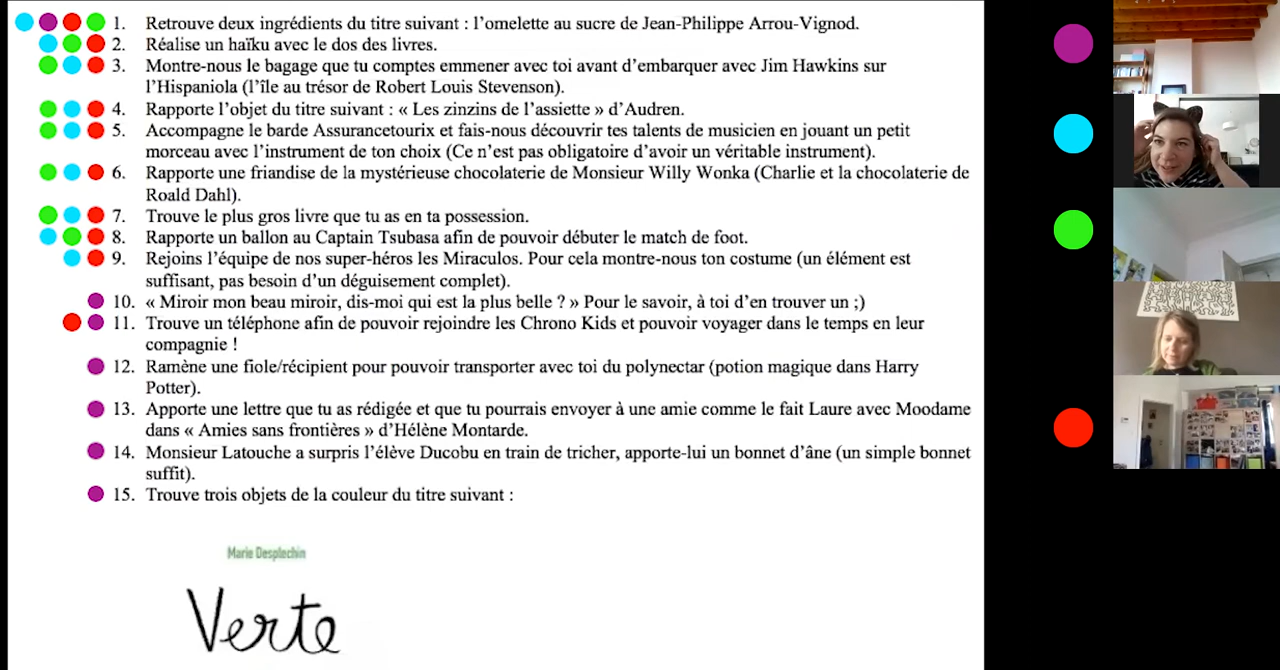 1. Retrouve deux ingrédients du titre suivant : l’omelette au sucre de Jean-Philippe Arrou-Vignod.
2. Réalise un haïku avec le dos des livres.
3. Montre-nous le bagage que tu comptes emmener avec toi avant d’embarquer avec Jim Hawkins sur
l’Hispaniola (l’île au trésor de Robert Louis Stevenson).
4. Rapporte l’objet du titre suivant : « Les zinzins de l’assiette » d’Audren.
5. Accompagne le barde Assurancetourix et fais-nous découvrir tes talents de musicien en jouant un petit
morceau avec l’instrument de ton choix (Ce n’est pas obligatoire d’avoir un véritable instrument).
6. Rapporte une friandise de la mystérieuse chocolaterie de Monsieur Willy Wonka (Charlie et la chocolaterie de
Roald Dahl).
7. Trouve le plus gros livre que tu as en ta possession.
8. Rapporte un ballon au Captain Tsubasa afin de pouvoir débuter le match de foot.
9. Rejoins l’équipe de nos super-héros les Miraculos. Pour cela montre-nous ton costume (un élément est
suffisant, pas besoin d’un déguisement complet).
10. « Miroir mon beau miroir, dis-moi qui est la plus belle ? » Pour le savoir, à toi d’en trouver un ;)
11. Trouve un téléphone afin de pouvoir rejoindre les Chrono Kids et pouvoir voyager dans le temps en leur
compagnie !
12. Ramène une fiole/récipient pour pouvoir transporter avec toi du polynectar (potion magique dans Harry
Potter).
13. Apporte une lettre que tu as rédigée et que tu pourrais envoyer à une amie comme le fait Laure avec Moodame
dans « Amies sans frontières » d’Hélène Montarde.
14. Monsieur Latouche a surpris l’élève Ducobu en train de tricher, apporte-lui un bonnet d’âne (un simple bonnet
suffit).
15. Trouve trois objets de la couleur du titre suivant :
Marie Desplechin
Verte